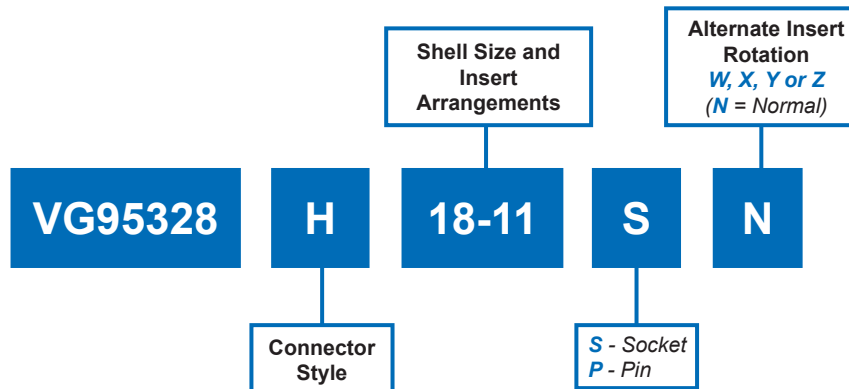 Shell Size and
Insert
Arrangements
Alternate Insert
Rotation
W, X, Y or Z
(N = Normal)
VG95328 H 18-11 S N
Connector
Style
S - Socket
P - Pin